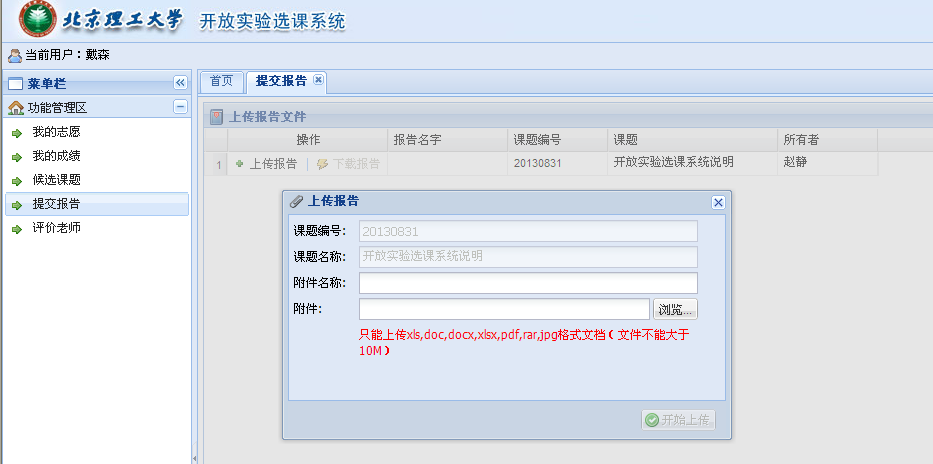 北京理工大学 开放实验选课系统
当前用户：戴森
菜单栏
首页 提交报告
功能管理区
上传报告文件
我的志愿
我的成绩
候选课题
提交报告
评价老师
操作 报告名字 课题编号 课题 所有者
1 上传报告 下载报告 20130831 开放实验选课系统说明 赵静
上传报告
课题编号： 20130831
课题名称： 开放实验选课系统说明
附件名称：
附件： 浏览...
只能上传xls,doc,docx,xlsx,pdf,rar,jpg格式文档（文件不能大于
10M）
开始上传